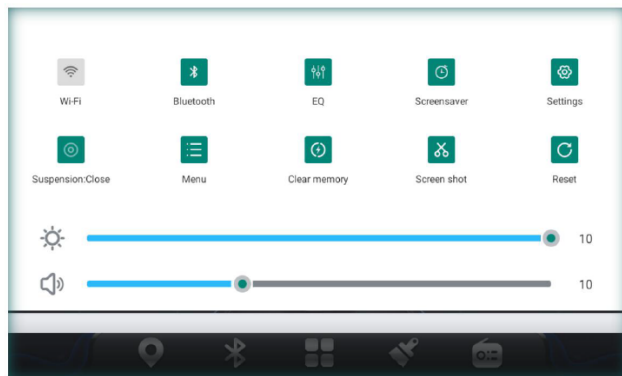 Wi-Fi
Bluetooth
EQ
Screensaver
Settings
Suspension:Close
Menu
Clear memory
Screen shot
Reset
10
10